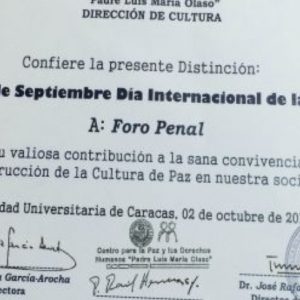 "Padre Luis María Olaso"
DIRECCIÓN DE CULTURA
Confiere la presente Distinción:
de Septiembre Día Internacional de la
A: Foro Penal
u valiosa contribución a la sana convivenc
rucción de la Cultura de Paz en nuestra soci
dad Universitaria de Caracas, 02 de octubre de 20
Centro para la Paz y los Derechos
Humanos "Padre Luis María Olaso"
García-Arocha
Dr. José Rafa
ectora
Direct